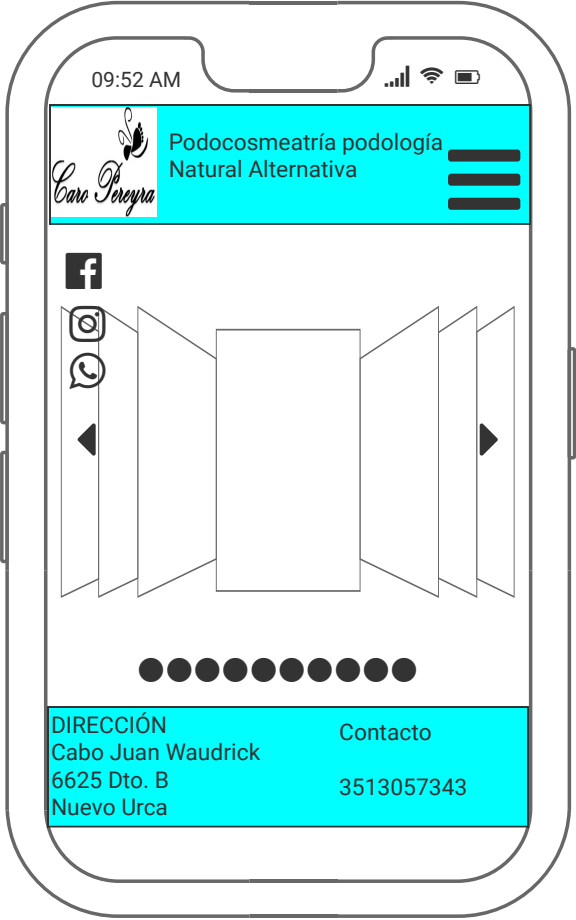 09:52 AM
Caro Pereyra
Podocosmeatría podología
Natural Alternativa
DIRECCIÓN
Cabo Juan Waudrick
6625 Dto. B
Nuevo Urca
Contacto
3513057343